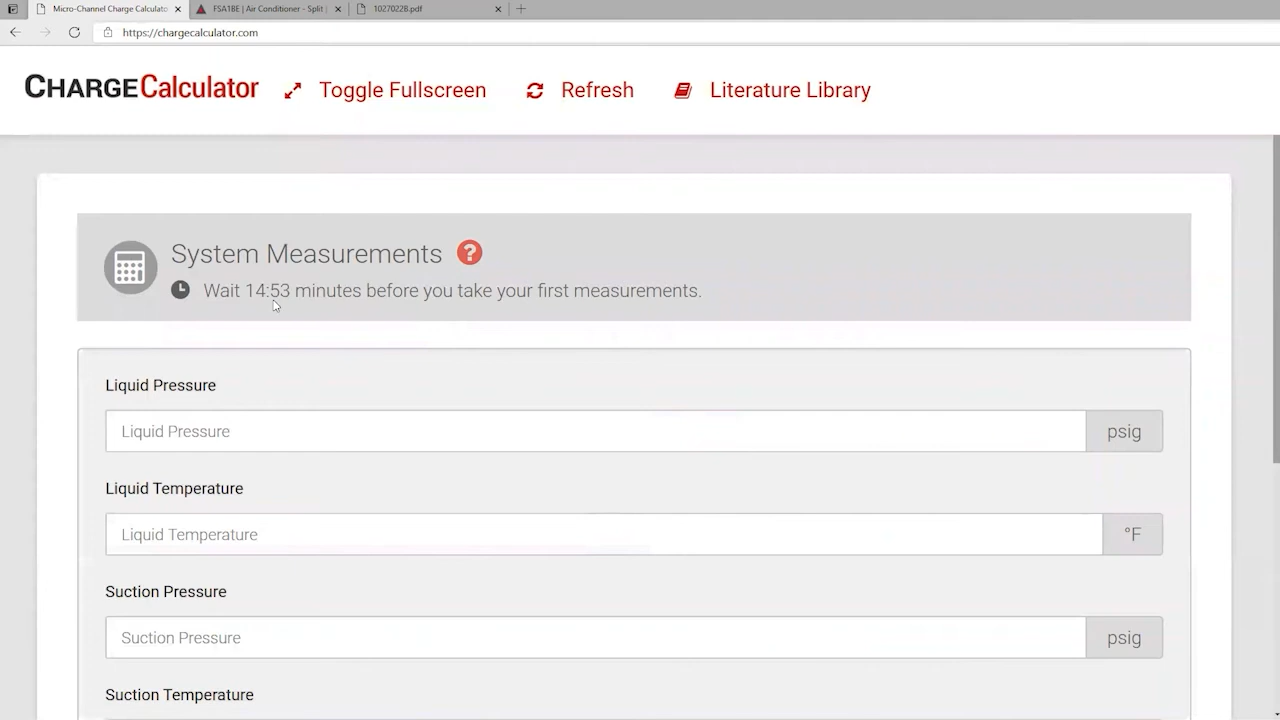 Micro-Channel Charge Calculato
FSA1BE | Air Conditioner - Split
10270228.pdf
https://chargecalculator.com
CHARGECalculator
Toggle Fullscreen
Refresh
Literature Library
System Measurements ?
Wait 14:53 minutes before you take your first measurements.
Liquid Pressure
Liquid Pressure psig
Liquid Temperature
Liquid Temperature °F
Suction Pressure
Suction Pressure psig
Suction Temperature